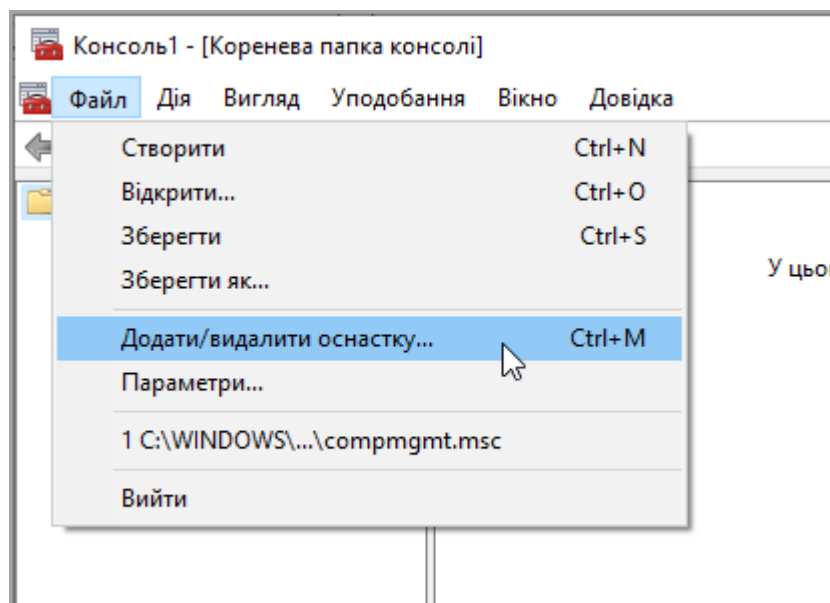 Консоль1 - [Коренева папка консолі]
Файл Дія Вигляд Уподобання Вікно Довідка
Створити Ctrl+N
Відкрити... Ctrl+O
Зберегти Ctrl+S
Зберегти як...
У
Додати/видалити оснастку... Ctrl+M
Параметри...
1 C:\WINDOWS\...\compmgmt.msc
Вийти